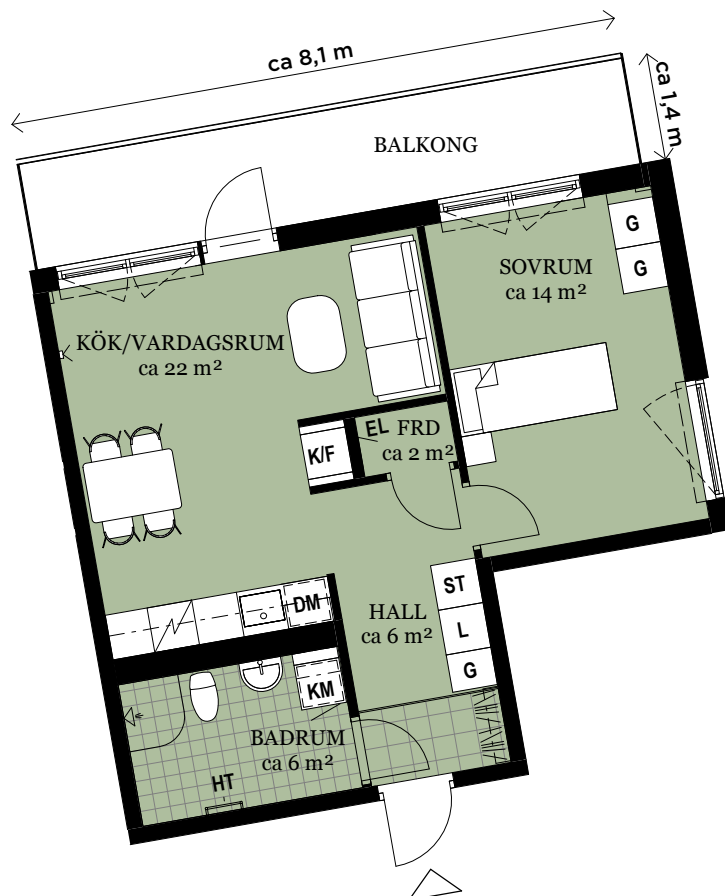 ca 8,1 m
ca 1,4 m
BALKONG
G
G
SOVRUM
ca 14 m²
KÖK/VARDAGSRUM
ca 22 m²
EL
FRD
ca 2 m²
K/F
ST
L
G
HALL
ca 6 m²
DM
KM
BADRUM
ca 6 m²
HT